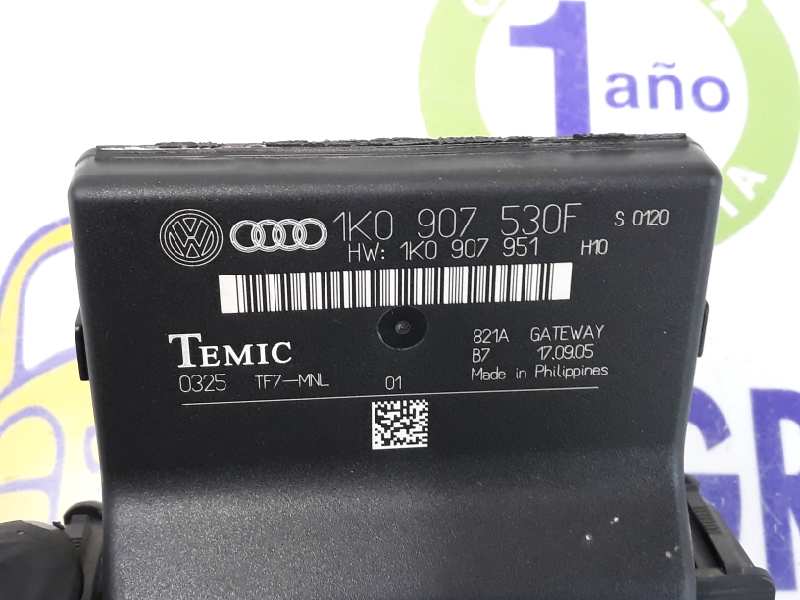 1 año
1K0 907 530F S 0120
HW: 1K0 907 951 H10
TEMIC 821A GATEWAY
B7 17.09.05
0325 TF7-MNL 01 Made in Philippines